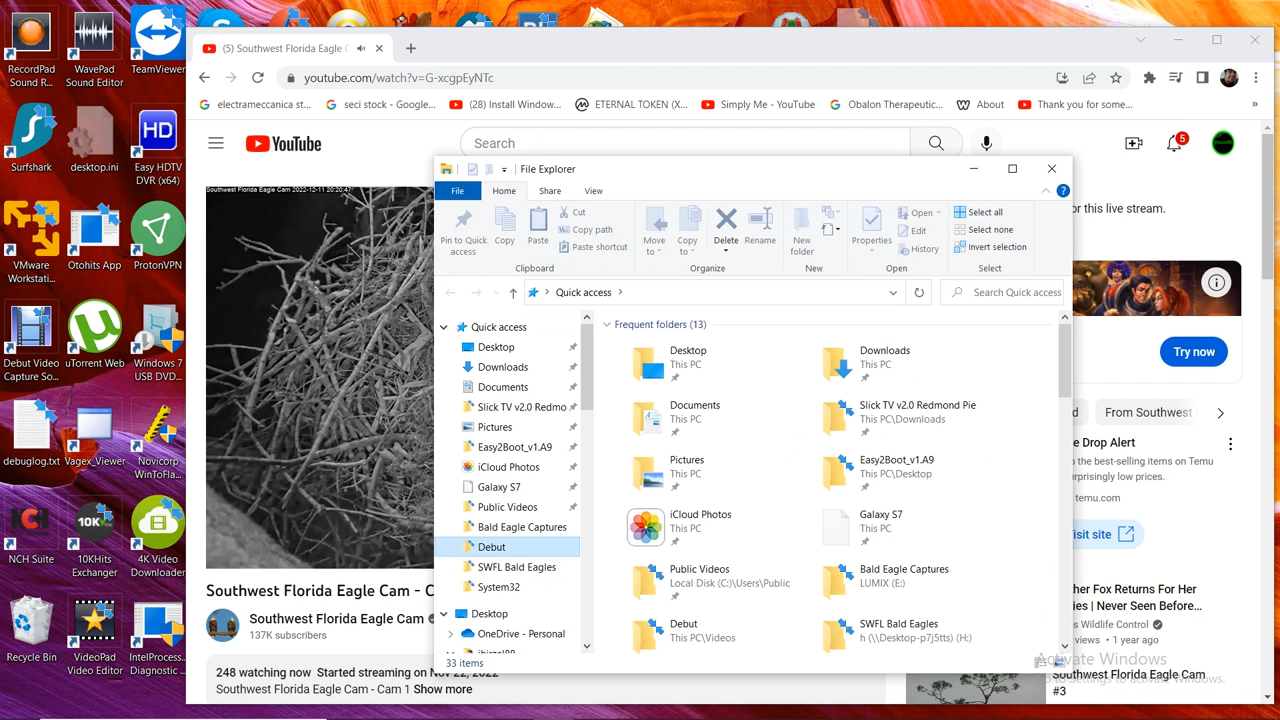 RecordPad
Sound R...
WavePad
Sound Editor
TeamViewer
Surfshark
desktop.ini
HD
Easy HDTV
DVR (x64)
VMware
Workstati...
Otohits App
ProtonVPN
Debut Video
Capture So...
uTorrent Web
Windows 7
USB DVD...
debuglog.txt
Vagex_Viewer
Novicorp
WinToFla...
NCH Suite
10K
10KHits
Exchanger
4K Video
Downloader
Recycle Bin
VideoPad
Video Editor
IntelProcess...
Diagnostic ...
(5) Southwest Florida Eagle C
youtube.com/watch?v=G-xcgpEyNTc
electrameccanica st...
seci stock - Google...
(28) Install Window...
ETERNAL TOKEN (X...
Simply Me - YouTube
Obalon Therapeutic...
About
Thank you for some...
»
YouTube
Search
5
Southwest Florida Eagle Cam 2022-12-11 20:20:47
File Explorer
File
Home
Share
View
Pin to Quick
access
Copy
Paste
Cut
Copy path
Paste shortcut
Clipboard
Move
to
Copy
to
Delete
Rename
Organize
New
folder
New
Properties
Open
Edit
History
Open
Select all
Select none
Invert selection
Select
Quick access
Search Quick access
Quick access
Desktop
Downloads
Documents
Slick TV v2.0 Redmo
Pictures
Easy2Boot_v1.A9
iCloud Photos
Galaxy S7
Public Videos
Bald Eagle Captures
Debut
SWFL Bald Eagles
System32
Desktop
OneDrive - Personal
33 items
Frequent folders (13)
Desktop
This PC
Downloads
This PC
Documents
This PC
Slick TV v2.0 Redmond Pie
This PC\Downloads
Pictures
This PC
Easy2Boot_v1.A9
This PC\Desktop
iCloud Photos
This PC
Galaxy S7
This PC
Public Videos
Local Disk (C:)\Users\Public
Bald Eagle Captures
LUMIX (E:)
Debut
This PC\Videos
SWFL Bald Eagles
h (\\Desktop-p7j5tts) (H:)
or this live stream.
Try now
d
From Southwest
e Drop Alert
p the best-selling items on Temu
urprisingly low prices.
temu.com
isit site
her Fox Returns For Her
ies | Never Seen Before...
s Wildlife Control
views • 1 year ago
Southwest Florida Eagle Cam
#3
Activate Windows
Go to Settings to activate Windows.
Southwest Florida Eagle Cam - C
Southwest Florida Eagle Cam
137K subscribers
248 watching now Started streaming on Nov 22, 2022
Southwest Florida Eagle Cam - Cam 1 Show more